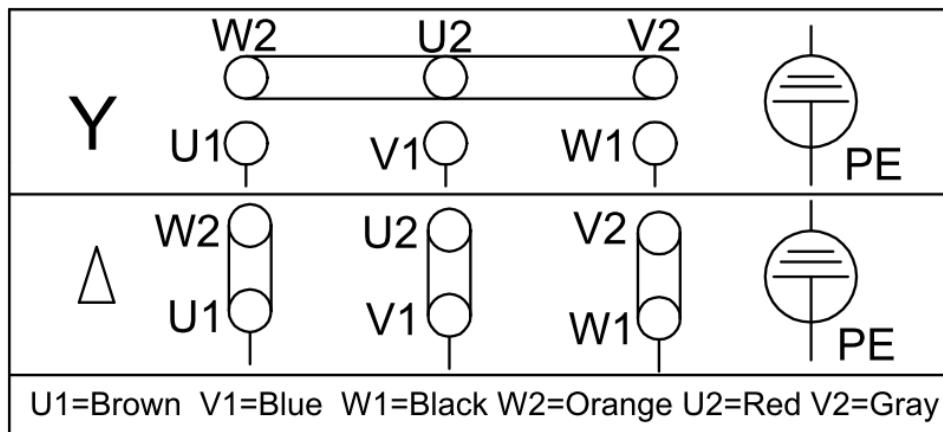 W2 U2 V2
Y U1 V1 W1 PE
W2 U2 V2
Δ U1 V1 W1 PE
U1=Brown V1=Blue W1=Black W2=Orange U2=Red V2=Gray